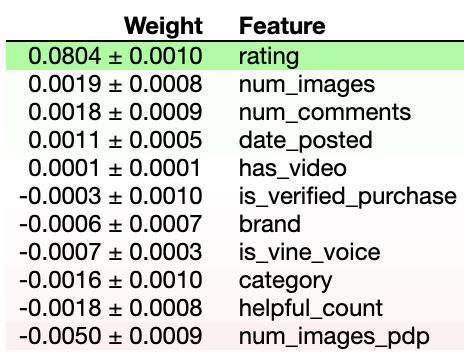 Weight Feature
0.0804 ± 0.0010 rating
0.0019 ± 0.0008 num_images
0.0018 ± 0.0009 num_comments
0.0011 ± 0.0005 date_posted
0.0001 ± 0.0001 has_video
-0.0003 ± 0.0010 is_verified_purchase
-0.0006 ± 0.0007 brand
-0.0007 ± 0.0003 is_vine_voice
-0.0016 ± 0.0010 category
-0.0018 ± 0.0008 helpful_count
-0.0050 ± 0.0009 num_images_pdp